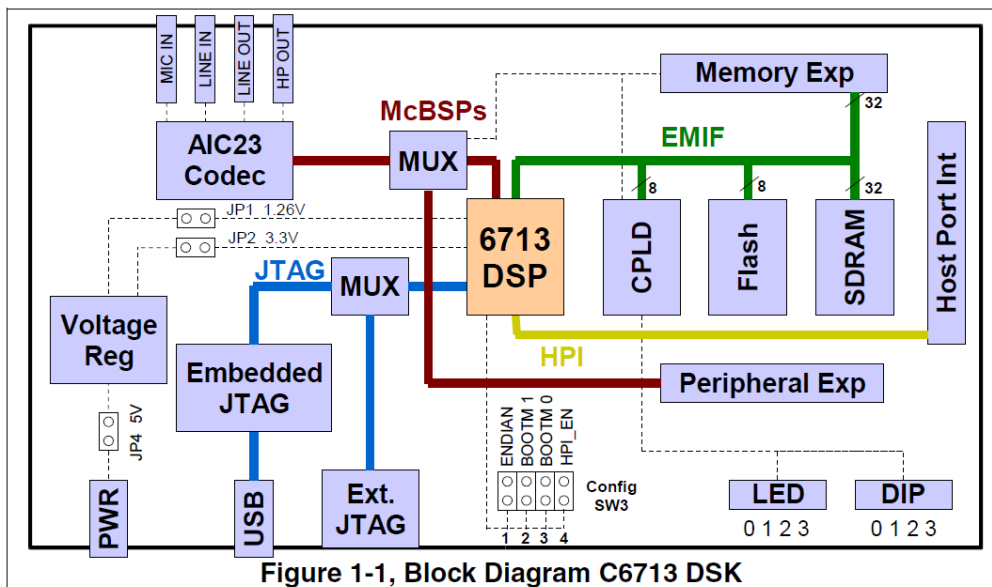 MIC IN
LINE IN
LINE OUT
HP OUT
AIC23
Codec
McBSPs
MUX
Memory Exp
32
EMIF
8
8
32
Host Port Int
JP1 1.26V
JP2 3.3V
6713
DSP
CPLD
Flash
SDRAM
JTAG
MUX
Voltage
Reg
Embedded
JTAG
HPI
Peripheral Exp
JP4 5V
ENDIAN
BOOTM 1
BOOTM 0
HPI_EN
Config
SW3
1 2 3 4
PWR
USB
Ext.
JTAG
LED
0 1 2 3
DIP
0 1 2 3
Figure 1-1, Block Diagram C6713 DSK